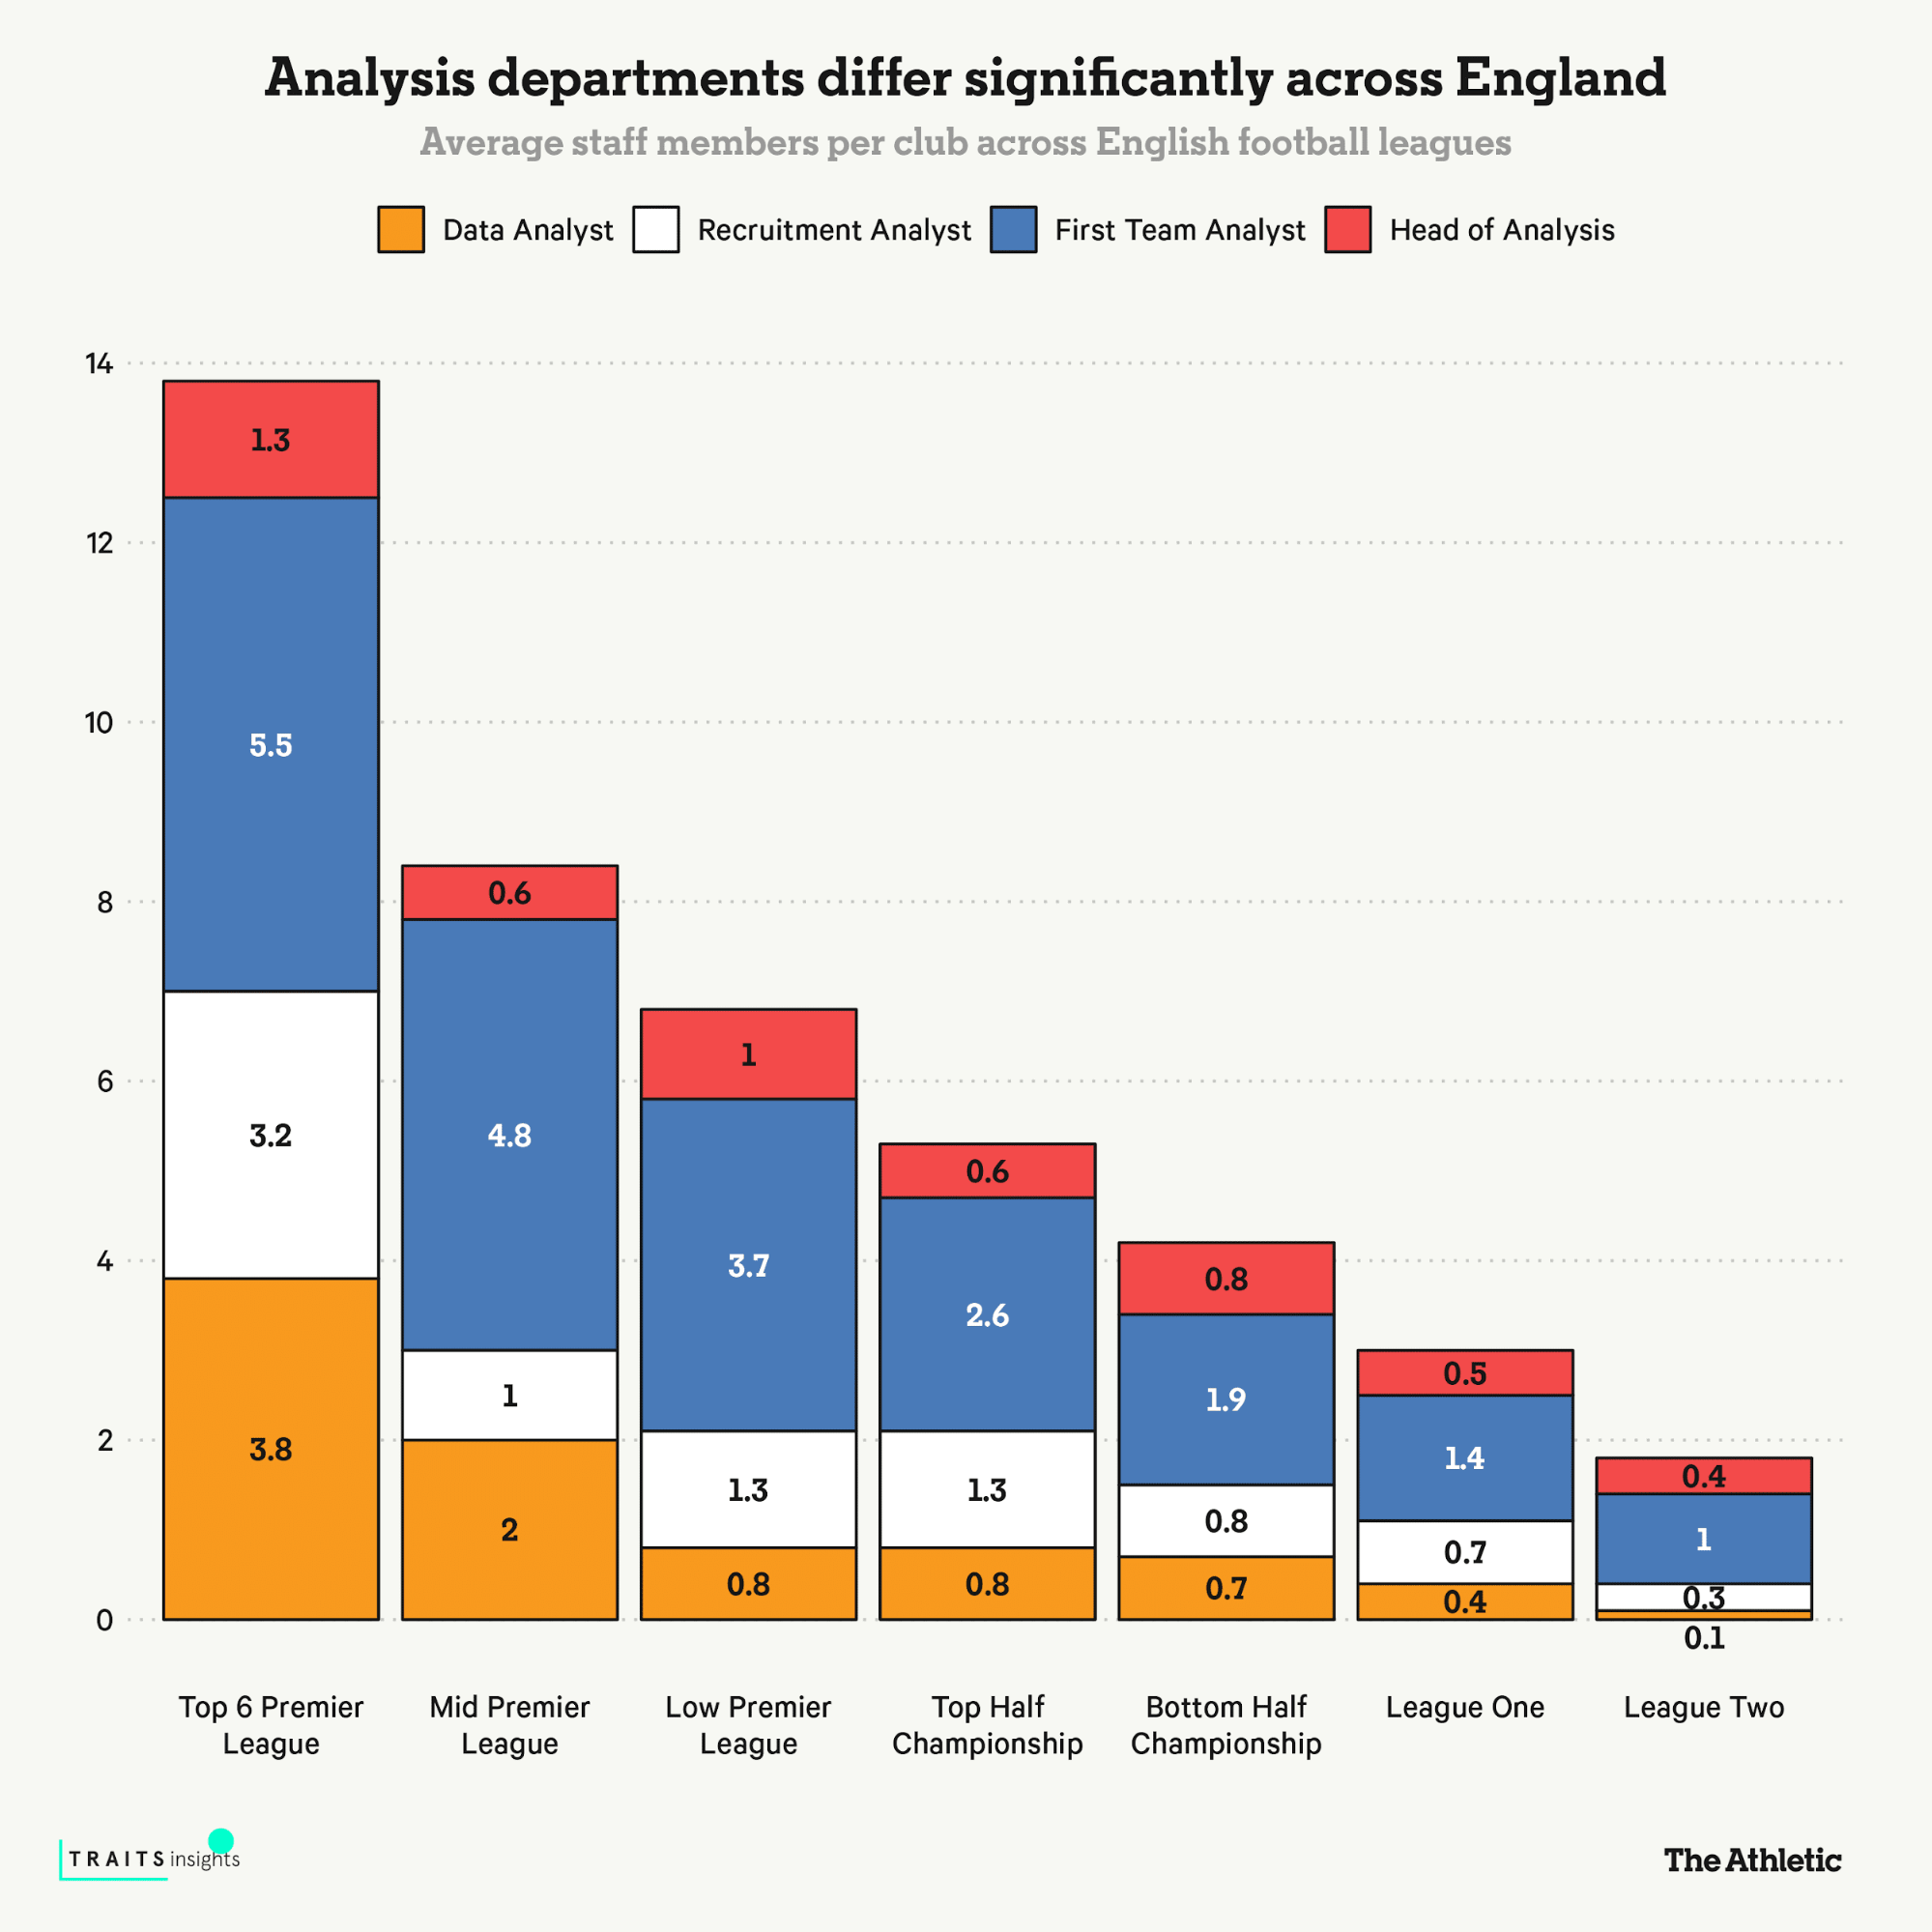 Analysis departments differ significantly across England
Average staff members per club across English football leagues
Data Analyst Recruitment Analyst First Team Analyst Head of Analysis
14
12
10
8
6
4
2
0
1.3
5.5
3.2
3.8
0.6
4.8
1
2
1
3.7
1.3
0.8
0.6
2.6
1.3
0.8
0.8
1.9
0.8
0.7
0.5
1.4
0.7
0.4
0.4
1
0.3
0.1
Top 6 Premier
League
Mid Premier
League
Low Premier
League
Top Half
Championship
Bottom Half
Championship
League One
League Two
TRAITS insights
The Athletic